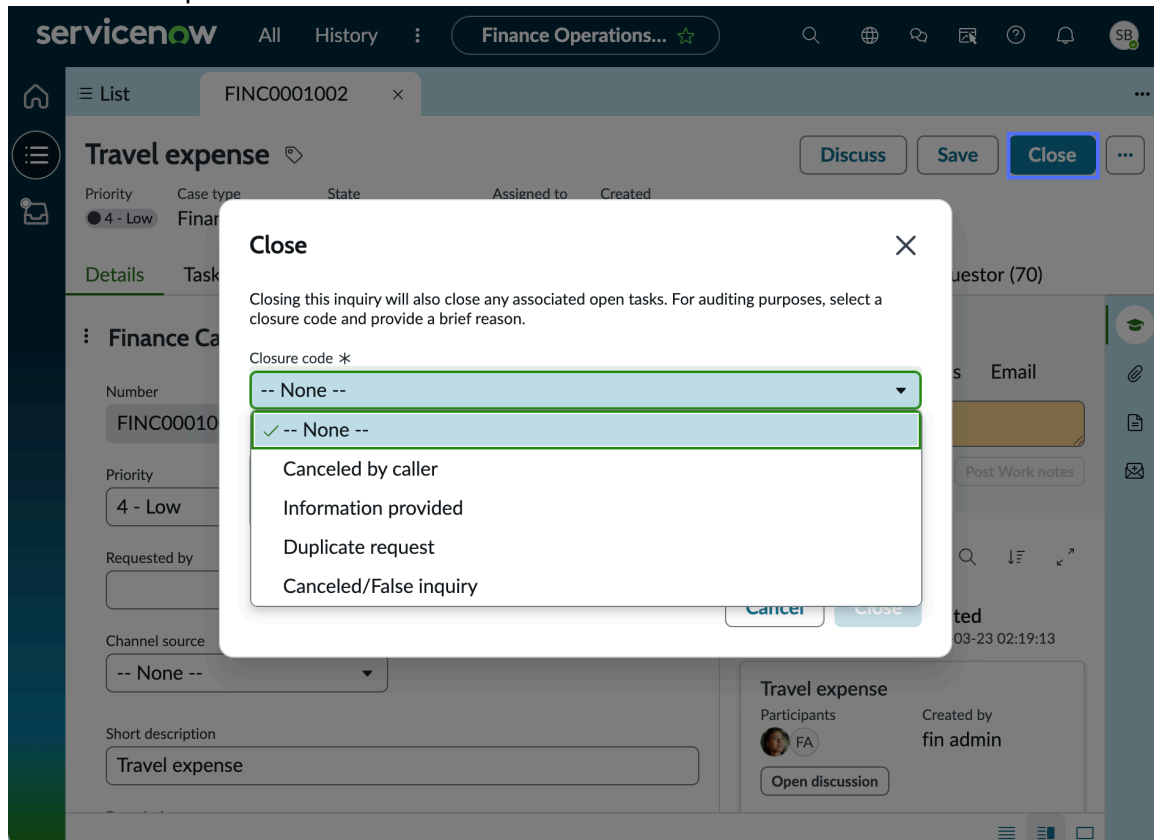 servicenow All History Finance Operations... SB
List FINC0001002
Travel expense Discuss Save Close
Priority Case type State Assigned to Created
4 - Low
Close
Details uestor (70)
Closing this inquiry will also close any associated open tasks. For auditing purposes, select a
closure code and provide a brief reason.
Finance Ca
Closure code *
-- None --
s Email
Number
FINC00010
-- None --
Canceled by caller
Priority
Post Work notes
4 - Low
Information provided
Duplicate request
Requested by
Canceled/False inquiry
Cancel Close
ted
03-23 02:19:13
Channel source
-- None --
Travel expense
Participants Created by
FA fin admin
Short description
Travel expense
Open discussion